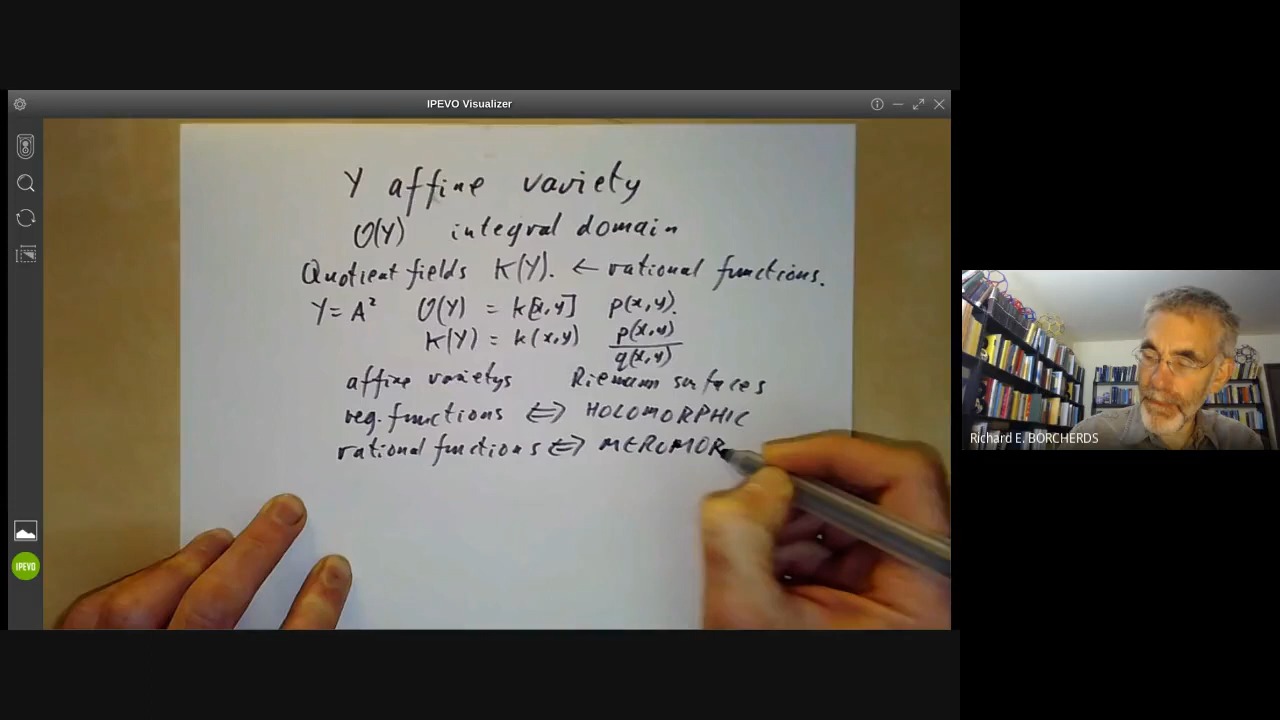 IPEVO Visualizer
Y affine variety
O(Y) integral domain
Quotient fields K(Y). ← rational functions.
Y = A² O(Y) = k[x,y] p(x,y).
K(Y) = k(x,y) p(x,y)/q(x,y)
affine varietys Riemann surfaces
reg. functions ⇔ HOLOMORPHIC
rational functions ⇔ MEROMOR
IPEVO
Richard E. BORCHERDS